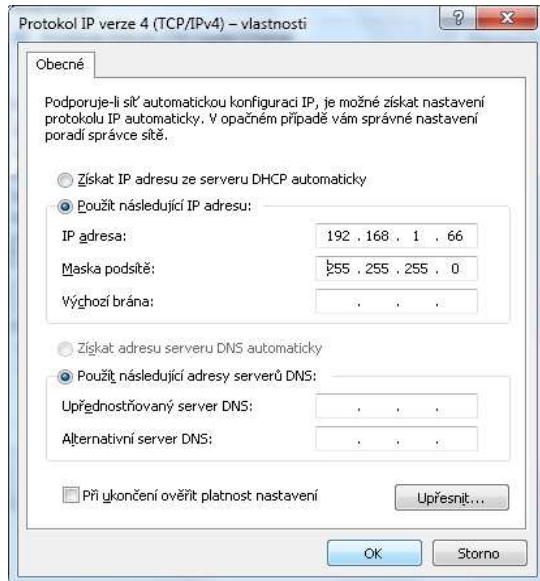 Protokol IP verze 4 (TCP/IPv4) – vlastnosti
Obecné
Podporuje-li síť automatickou konfiguraci IP, je možné získat nastavení
protokolu IP automaticky. V opačném případě vám správné nastavení
poradí správce sítě.
Získat IP adresu ze serveru DHCP automaticky
Použít následující IP adresu:
IP adresa: 192 . 168 . 1 . 66
Maska podsítě: 255 . 255 . 255 . 0
Výchozí brána: . . .
Získat adresu serveru DNS automaticky
Použít následující adresy serverů DNS:
Upřednostňovaný server DNS: . . .
Alternativní server DNS: . . .
Při ukončení ověřit platnost nastavení
Upřesnit...
OK Storno